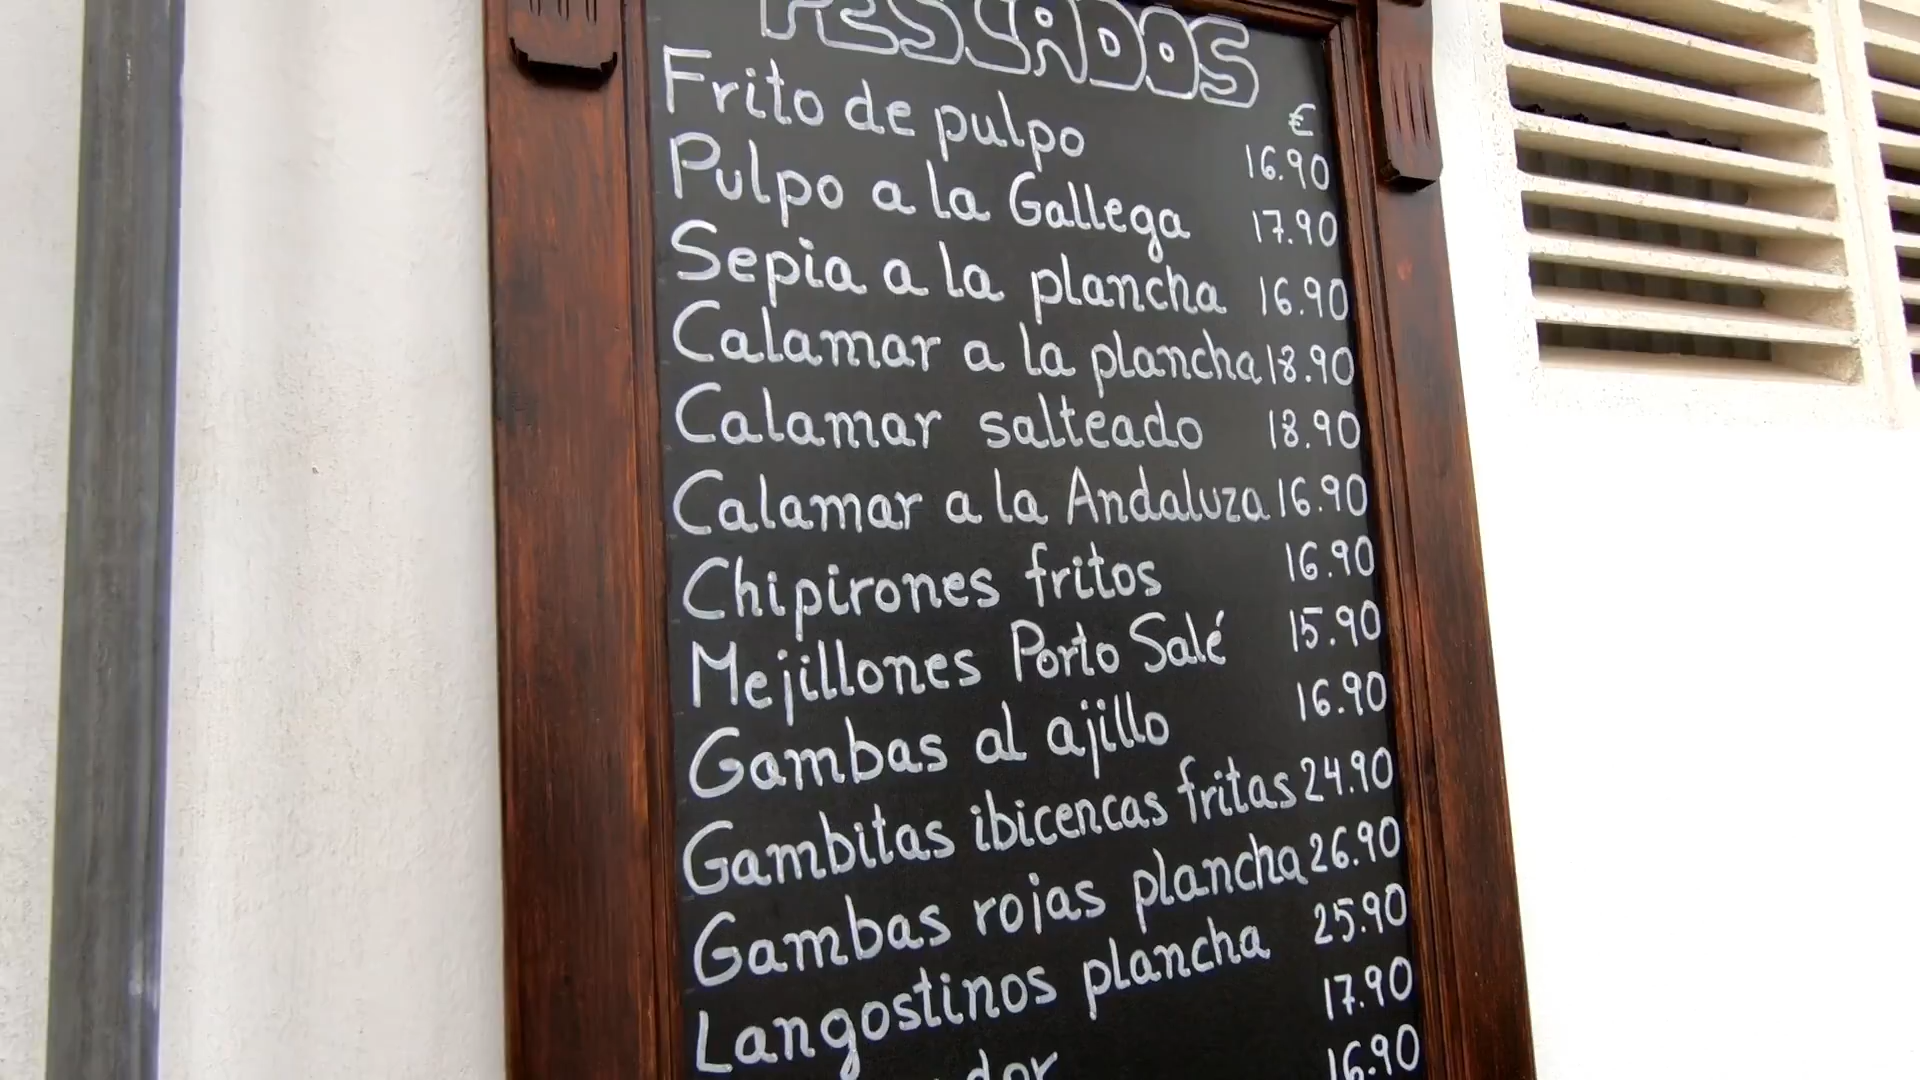 PESCADOS
€
Frito de pulpo 16.90
Pulpo a la Gallega 17.90
Sepia a la plancha 16.90
Calamar a la plancha 18.90
Calamar salteado 18.90
Calamar a la Andaluza 16.90
Chipirones fritos 16.90
Mejillones Porto Salé 15.90
Gambas al ajillo 16.90
Gambitas ibicencas fritas 24.90
Gambas rojas plancha 26.90
Langostinos plancha 25.90
17.90
16.90